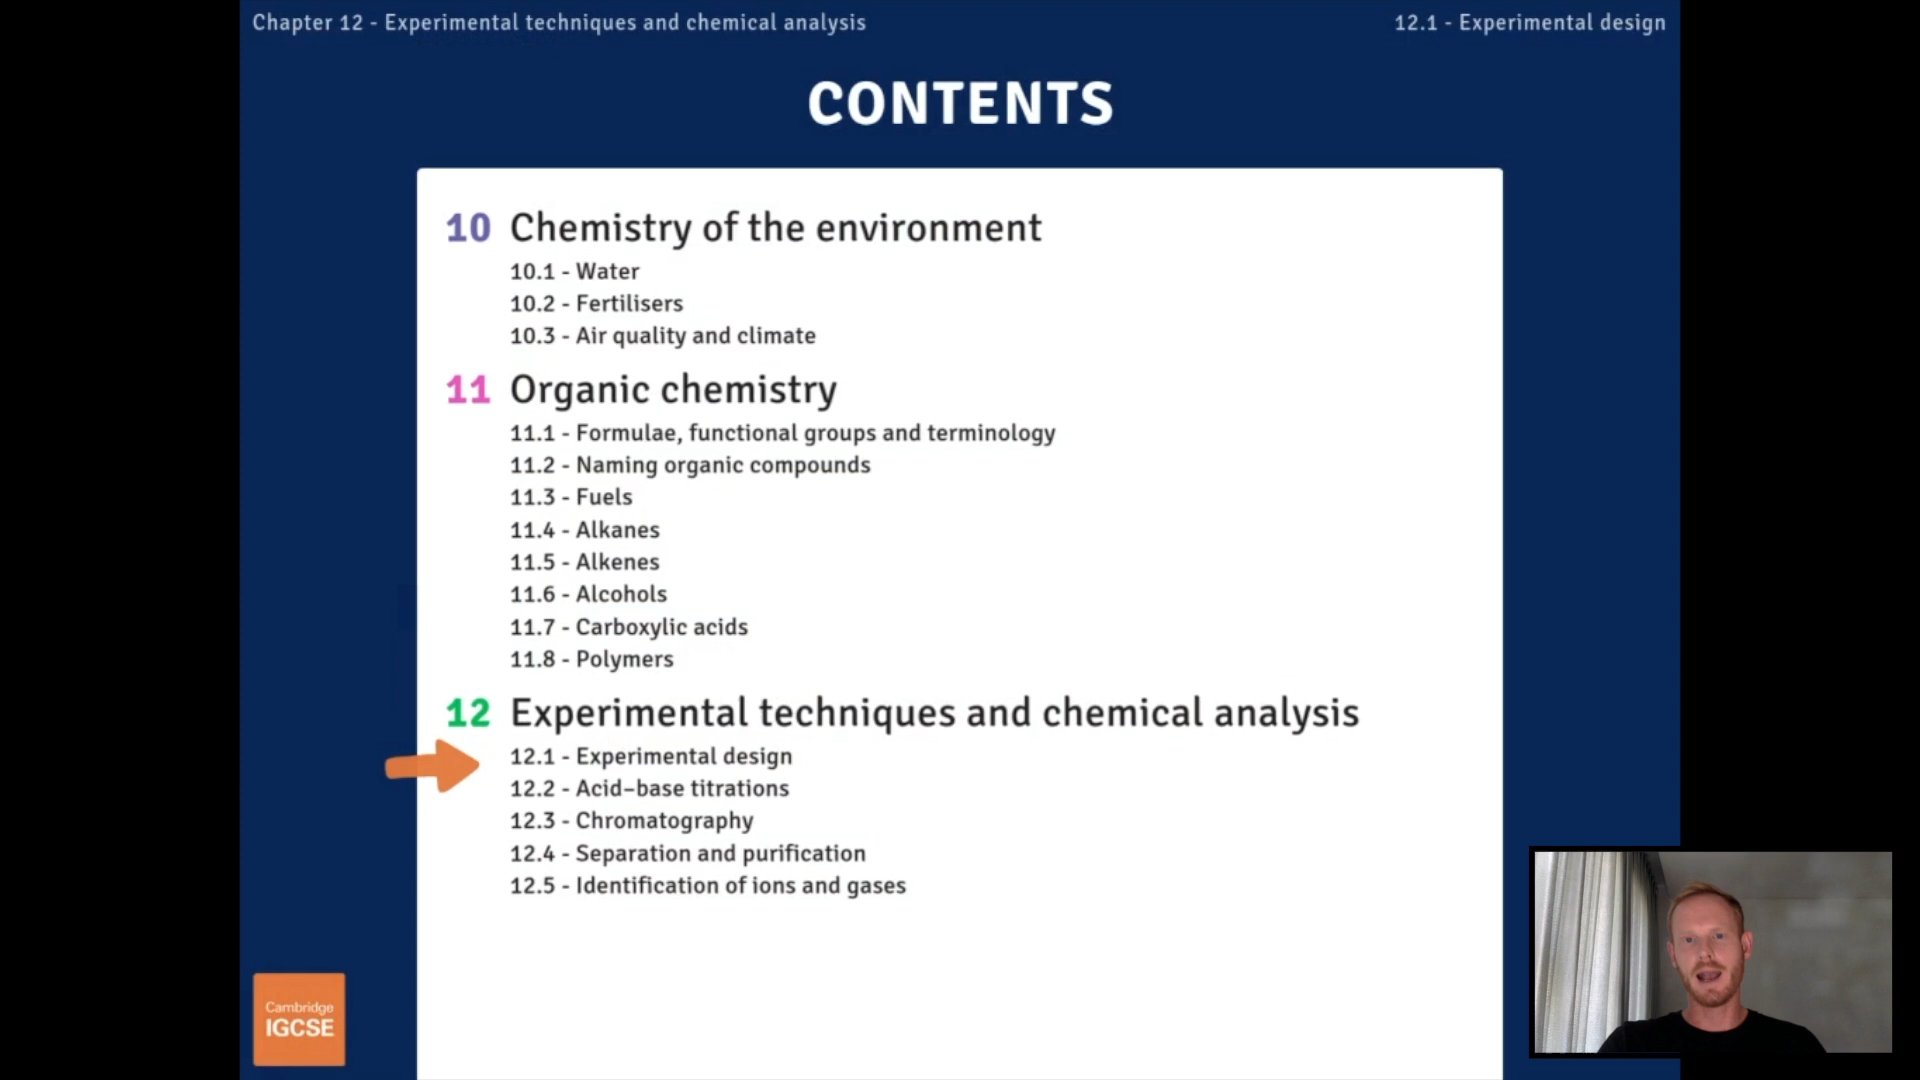 Chapter 12 - Experimental techniques and chemical analysis
12.1 - Experimental design
CONTENTS
10 Chemistry of the environment
10.1 - Water
10.2 - Fertilisers
10.3 - Air quality and climate
11 Organic chemistry
11.1 - Formulae, functional groups and terminology
11.2 - Naming organic compounds
11.3 - Fuels
11.4 - Alkanes
11.5 - Alkenes
11.6 - Alcohols
11.7 - Carboxylic acids
11.8 - Polymers
12 Experimental techniques and chemical analysis
12.1 - Experimental design
12.2 - Acid–base titrations
12.3 - Chromatography
12.4 - Separation and purification
12.5 - Identification of ions and gases
Cambridge
IGCSE